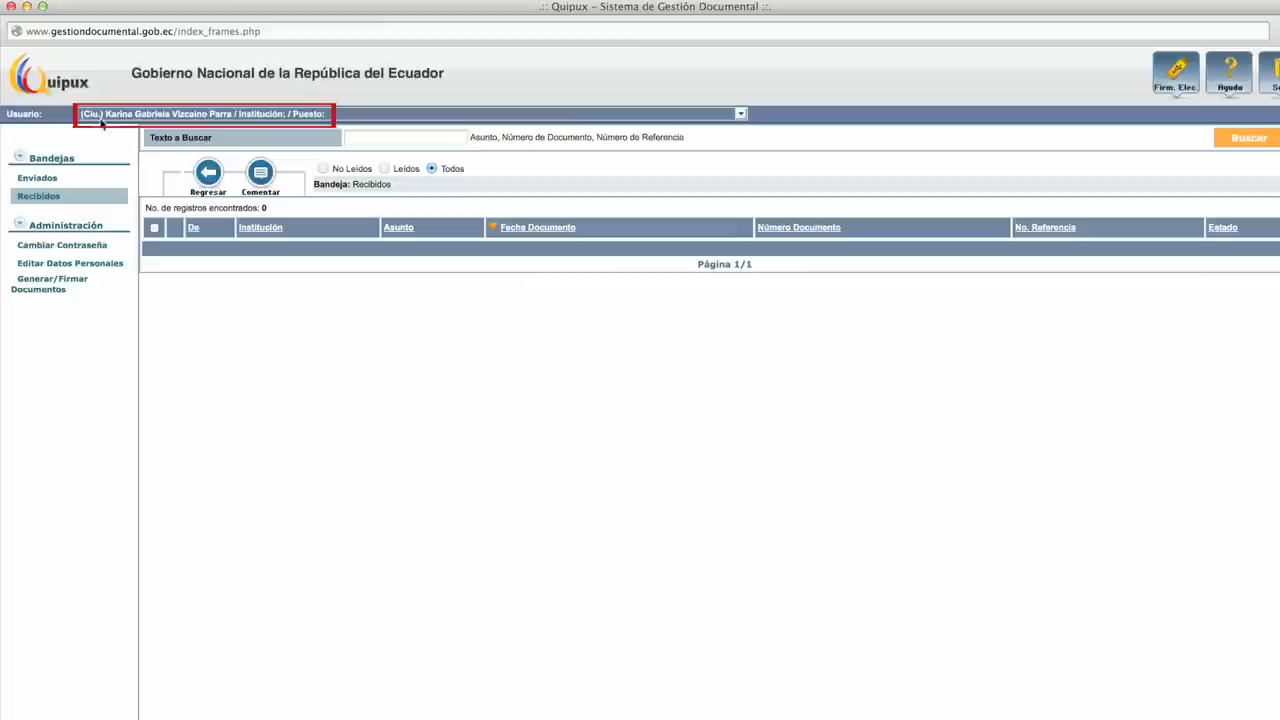 .:: Quipux - Sistema de Gestión Documental ::.
www.gestiondocumental.gob.ec/index_frames.php
Quipux
Gobierno Nacional de la República del Ecuador
Firm. Elec.
Ayuda
Usuario:
(Ciu.) Karina Gabriela Vizcaino Parra / Institución: / Puesto:
Texto a Buscar
Asunto, Número de Documento, Número de Referencia
Buscar
Bandejas
Enviados
Recibidos
Administración
Cambiar Contraseña
Editar Datos Personales
Generar/Firmar
Documentos
Regresar
Comentar
No Leídos
Leídos
Todos
Bandeja: Recibidos
No. de registros encontrados: 0
De
Institución
Asunto
Fecha Documento
Número Documento
No. Referencia
Estado
Página 1/1